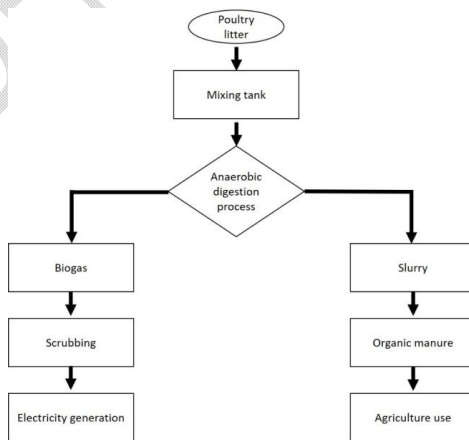 Poultry
litter
Mixing tank
Anaerobic
digestion
process
Biogas
Slurry
Scrubbing
Organic manure
Electricity generation
Agriculture use